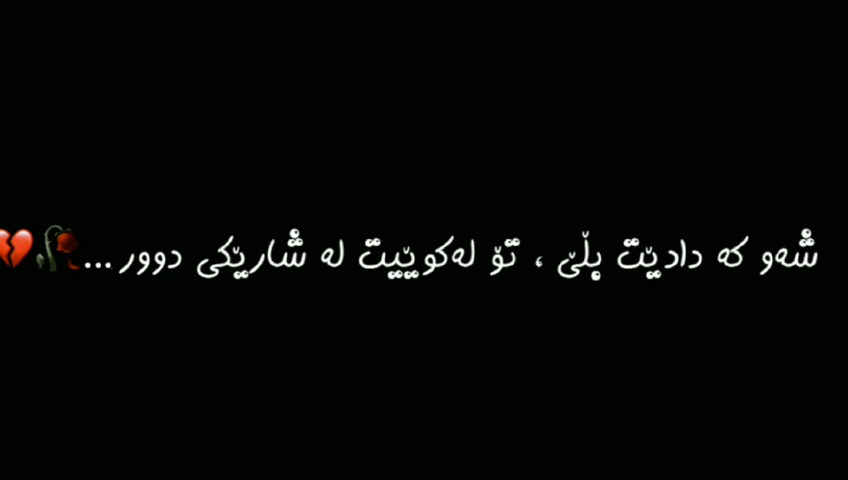 شەو کە دادێت بڵێ ، تۆ لەکوێیت لە شارێکی دوور...🥀💔